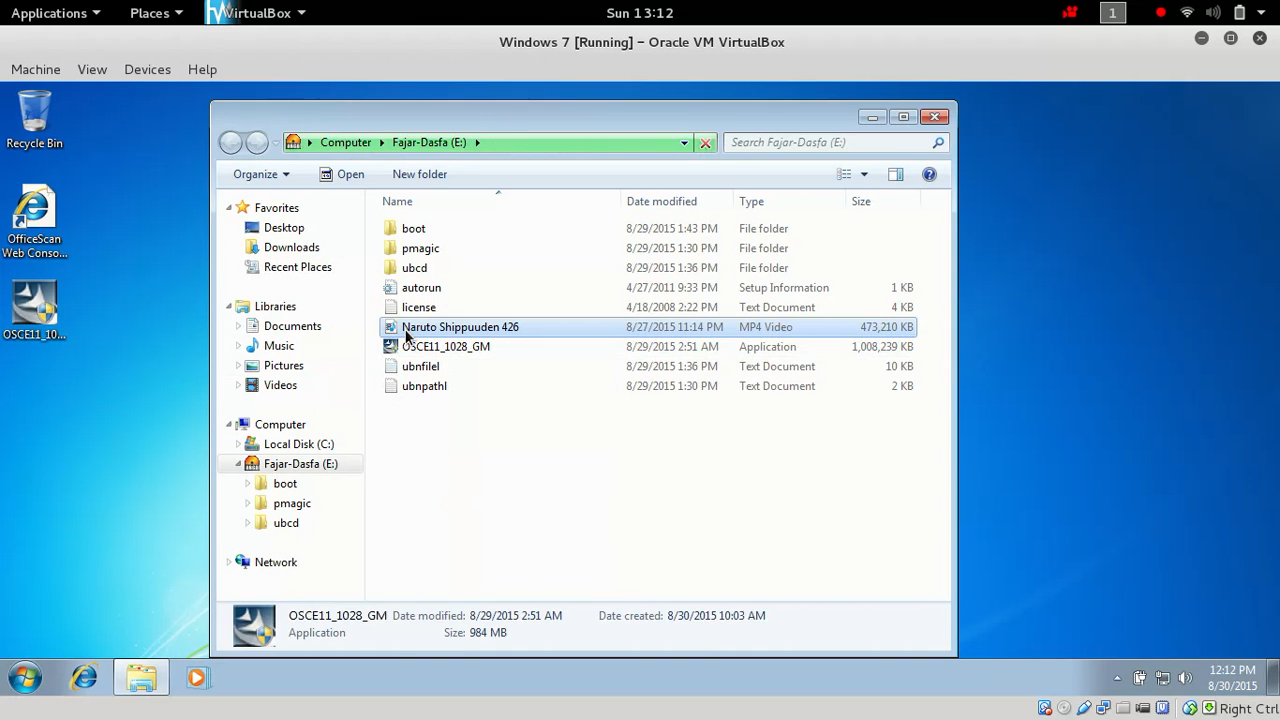 Applications Places VirtualBox Sun 13:12 1
Windows 7 [Running] – Oracle VM VirtualBox
Machine View Devices Help
Recycle Bin
OfficeScan
Web Conso...
OSCE11_10...
Computer Fajar-Dasfa (E:) Search Fajar-Dasfa (E:)
Organize Open New folder
Favorites
Desktop
Downloads
Recent Places
Libraries
Documents
Music
Pictures
Videos
Computer
Local Disk (C:)
Fajar-Dasfa (E:)
boot
pmagic
ubcd
Network
Name Date modified Type Size
boot 8/29/2015 1:43 PM File folder
pmagic 8/29/2015 1:30 PM File folder
ubcd 8/29/2015 1:36 PM File folder
autorun 4/27/2011 9:33 PM Setup Information 1 KB
license 4/18/2008 2:22 PM Text Document 4 KB
Naruto Shippuuden 426 8/27/2015 11:14 PM MP4 Video 473,210 KB
OSCE11_1028_GM 8/29/2015 2:51 AM Application 1,008,239 KB
ubnfilel 8/29/2015 1:36 PM Text Document 10 KB
ubnpathl 8/29/2015 1:30 PM Text Document 2 KB
OSCE11_1028_GM Date modified: 8/29/2015 2:51 AM Date created: 8/30/2015 10:03 AM
Application Size: 984 MB
12:12 PM
8/30/2015
Right Ctrl